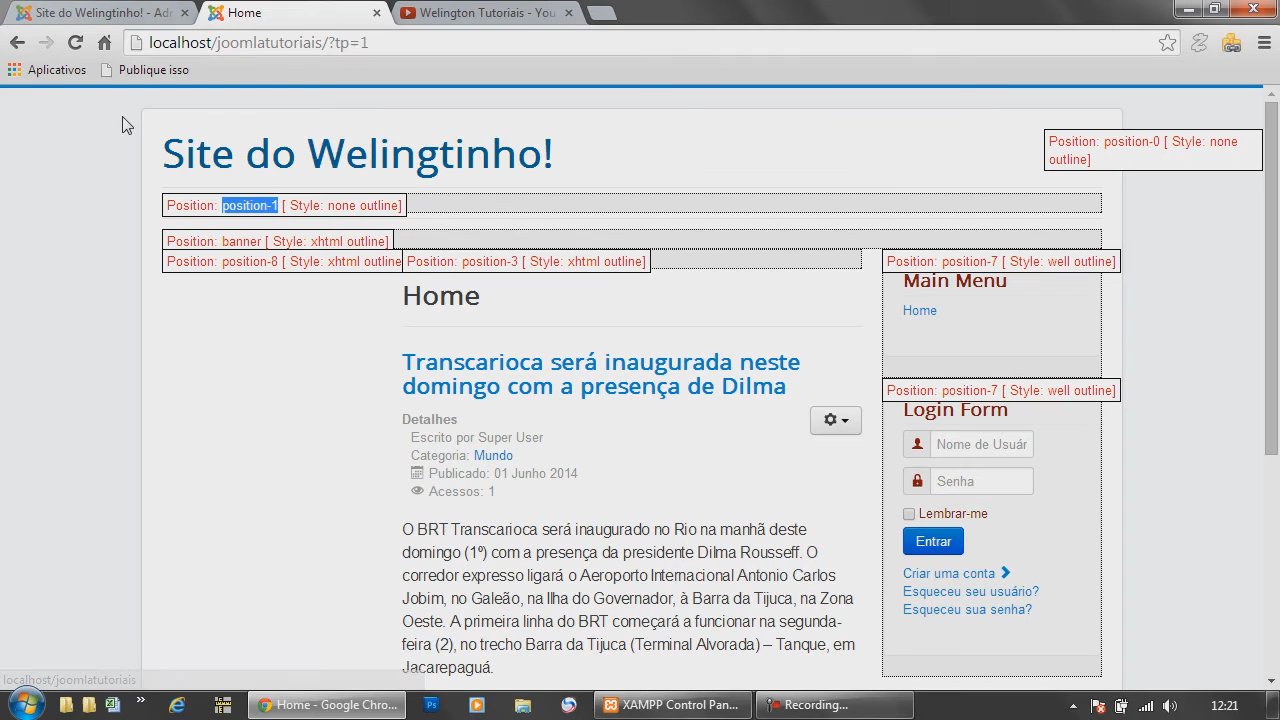 Site do Welingtinho! - Adr
Home
Welington Tutoriais - You
localhost/joomlatutoriais/?tp=1
Aplicativos
Publique isso
Site do Welingtinho!
Position: position-0 [ Style: none outline]
Position: position-1 [ Style: none outline]
Position: banner [ Style: xhtml outline]
Position: position-8 [ Style: xhtml outline
Position: position-3 [ Style: xhtml outline]
Position: position-7 [ Style: well outline]
Main Menu
Home
Home
Transcarioca será inaugurada neste
domingo com a presença de Dilma
Detalhes
Escrito por Super User
Categoria: Mundo
Publicado: 01 Junho 2014
Acessos: 1
O BRT Transcarioca será inaugurado no Rio na manhã deste
domingo (1º) com a presença da presidente Dilma Rousseff. O
corredor expresso ligará o Aeroporto Internacional Antonio Carlos
Jobim, no Galeão, na Ilha do Governador, à Barra da Tijuca, na Zona
Oeste. A primeira linha do BRT começará a funcionar na segunda-
feira (2), no trecho Barra da Tijuca (Terminal Alvorada) – Tanque, em
Jacarepaguá.
Position: position-7 [ Style: well outline]
Login Form
Nome de Usuár
Senha
Lembrar-me
Entrar
Criar uma conta
Esqueceu seu usuário?
Esqueceu sua senha?
localhost/joomlatutoriais
Home - Google Chro...
Ps
XAMPP Control Pan...
Recording...
12:21